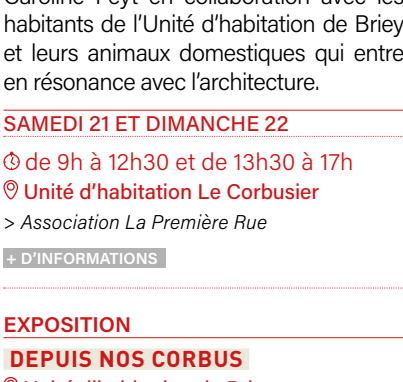 habitants de l'Unité d'habitation de Briey
et leurs animaux domestiques qui entre
en résonance avec l'architecture.
SAMEDI 21 ET DIMANCHE 22
de 9h à 12h30 et de 13h30 à 17h
Unité d'habitation Le Corbusier
> Association La Première Rue
+ D'INFORMATIONS
EXPOSITION
DEPUIS NOS CORBUS